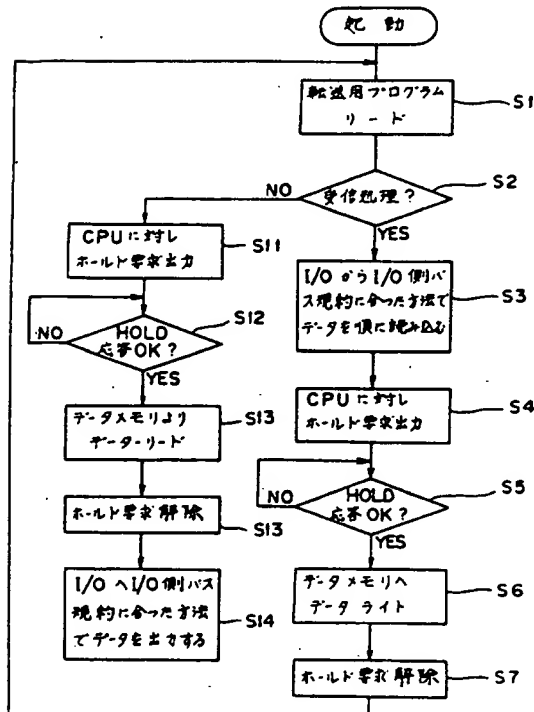 起動
転送用プログラム
リード
S1
受信処理?
S2
NO
YES
CPUに対し
ホールド要求出力
S11
HOLD
応答OK?
S12
NO
YES
データメモリより
データーリード
S13
ホールド要求解除
S13
I/OへI/O側バス
規約に合った方法
でデータを出力する
S14
I/OからI/O側バ
ス規約に合った方法で
データを順に読み込む
S3
CPUに対し
ホールド要求出力
S4
HOLD
応答OK?
S5
NO
YES
データメモリへ
データライト
S6
ホールド要求解除
S7